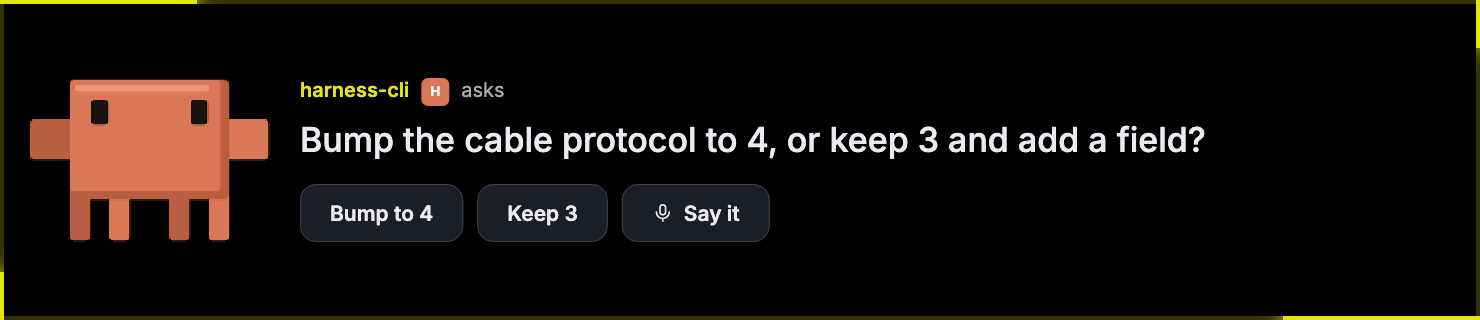 harness-cli H asks
Bump the cable protocol to 4, or keep 3 and add a field?
Bump to 4 Keep 3 Say it